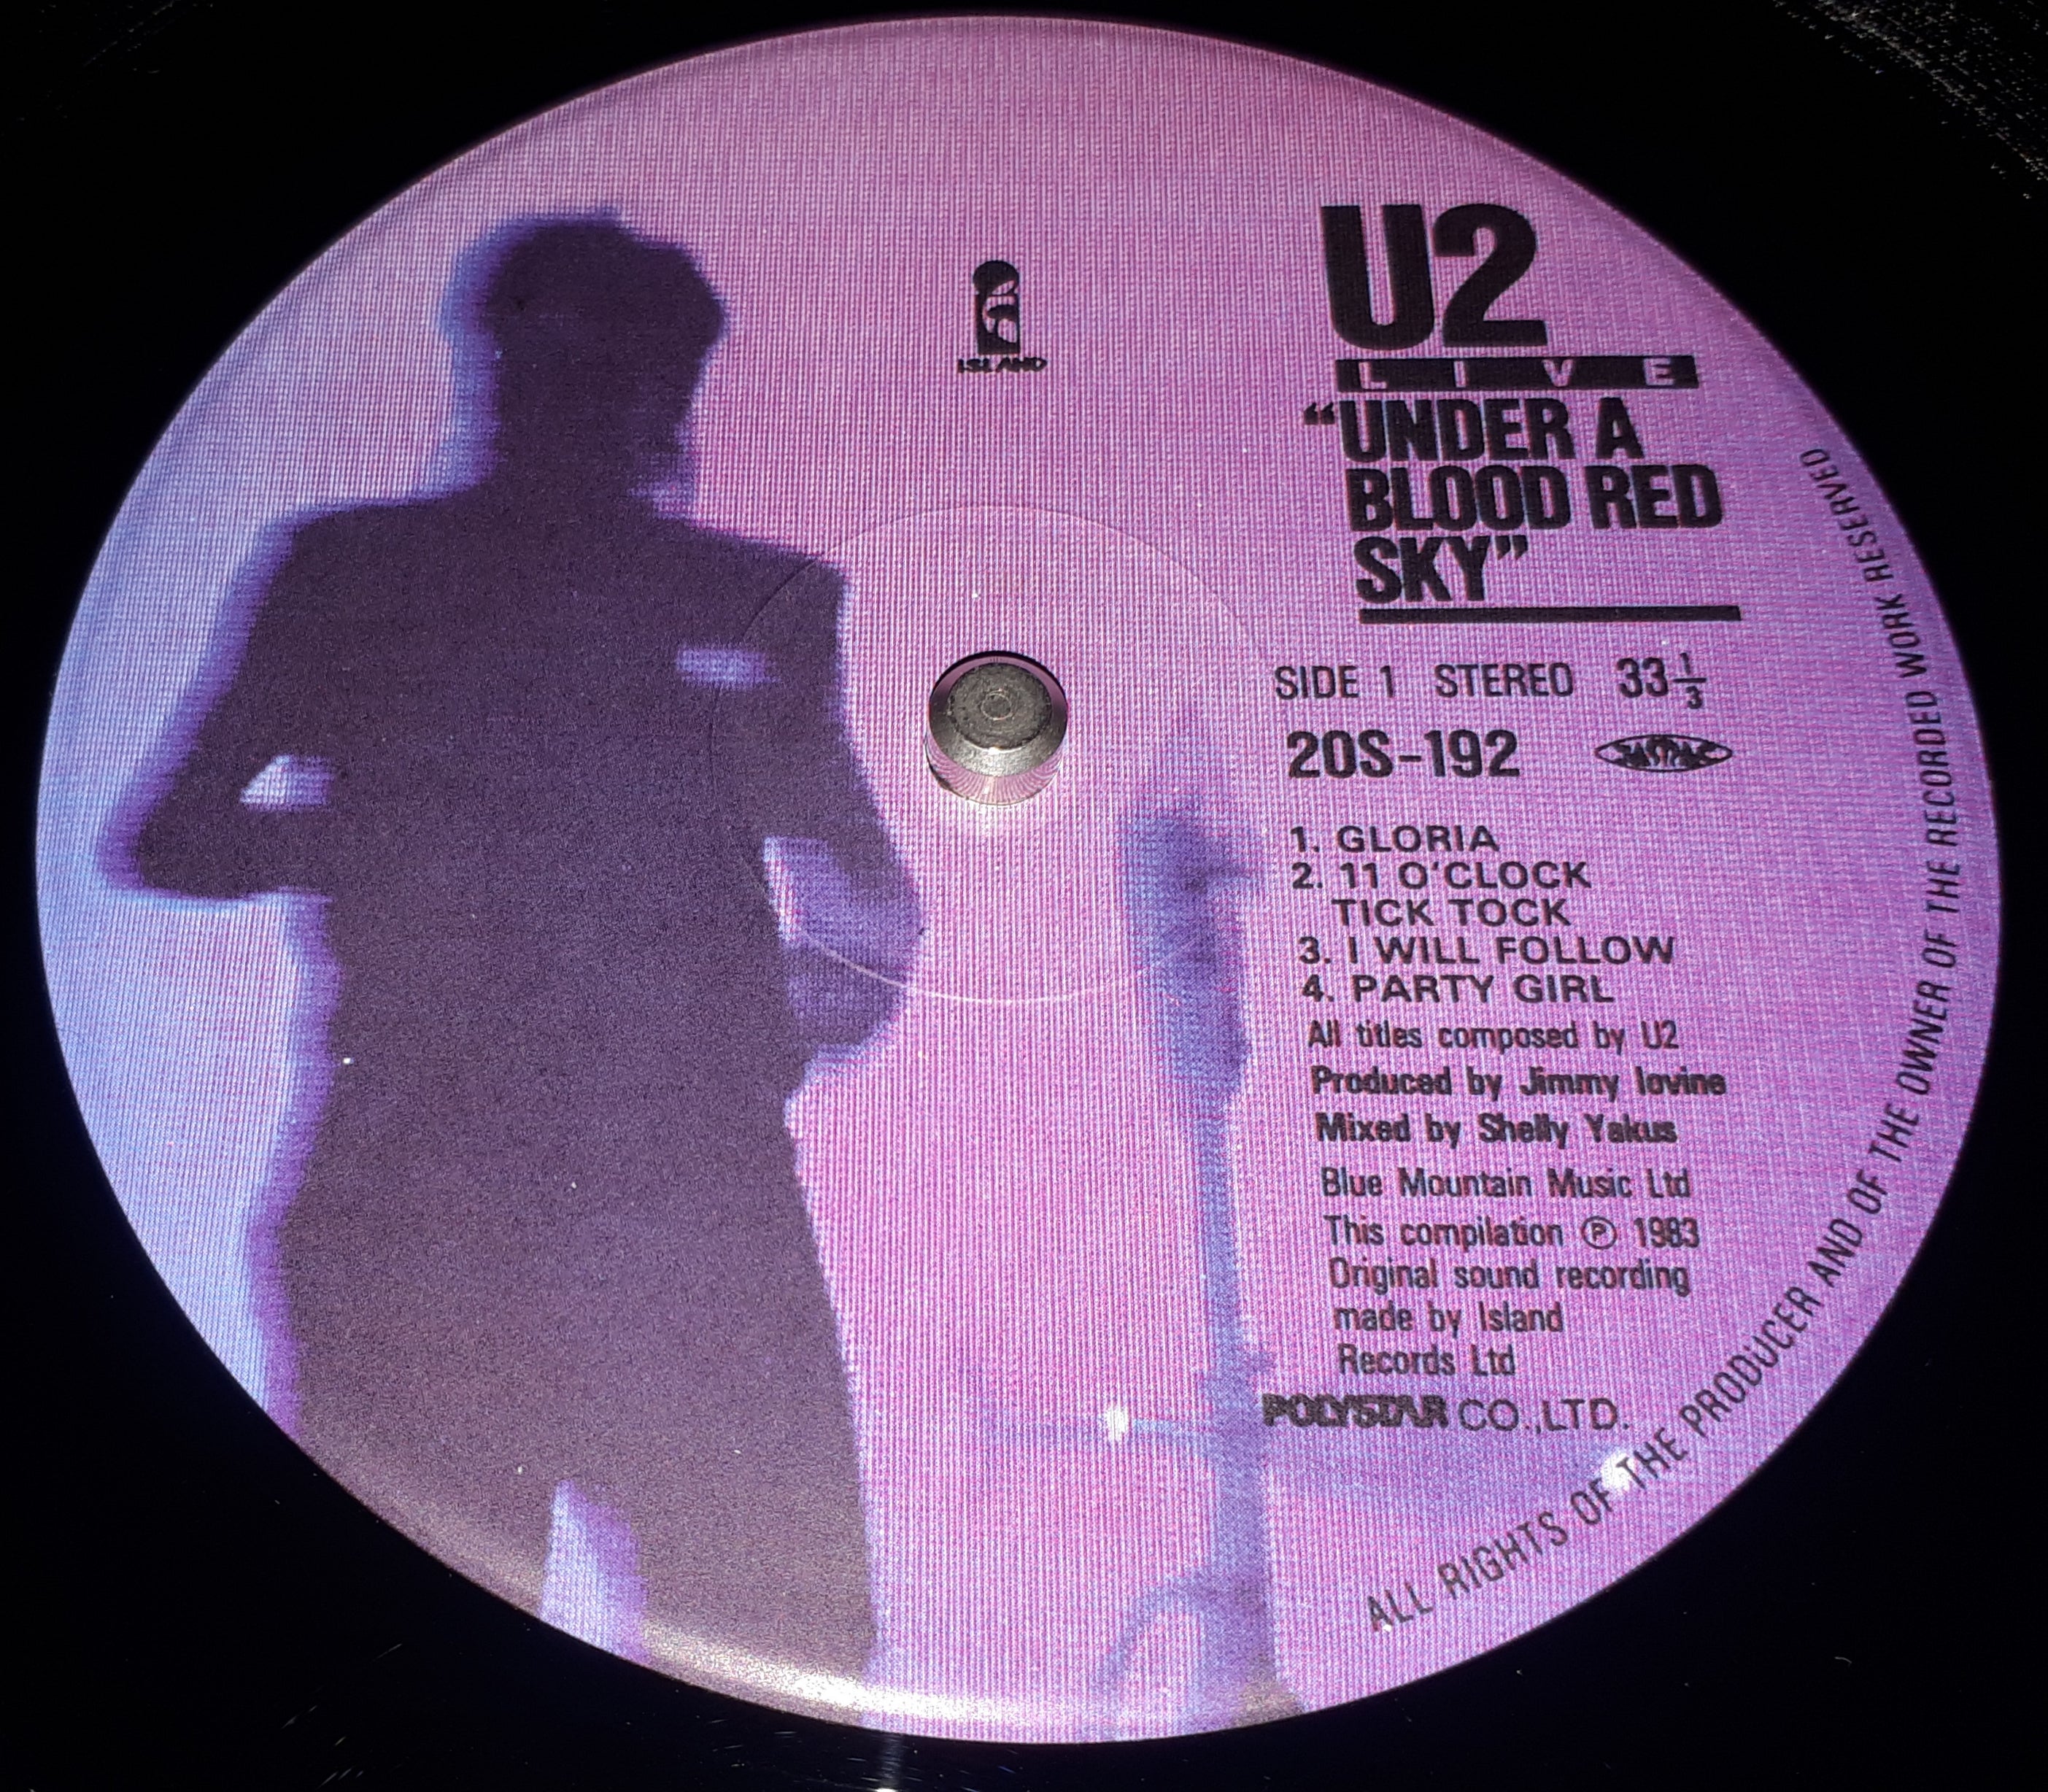 ISLAND
U2
LIVE
“UNDER A
BLOOD RED
SKY”
SIDE 1 STEREO 33 1/3
20S-192 JASRAC
1. GLORIA
2. 11 O'CLOCK
TICK TOCK
3. I WILL FOLLOW
4. PARTY GIRL
All titles composed by U2
Produced by Jimmy Iovine
Mixed by Shelly Yakus
Blue Mountain Music Ltd
This compilation ℗ 1983
Original sound recording
made by Island
Records Ltd
POLYSTAR CO.,LTD.
ALL RIGHTS OF THE PRODUCER AND OF THE OWNER OF THE RECORDED WORK RESERVED